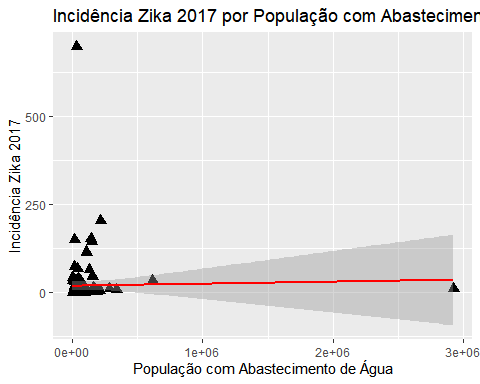 Incidência Zika 2017 por População com Abastecimen
Incidência Zika 2017
500
250
0
0e+00 1e+06 2e+06 3e+06
População com Abastecimento de Água